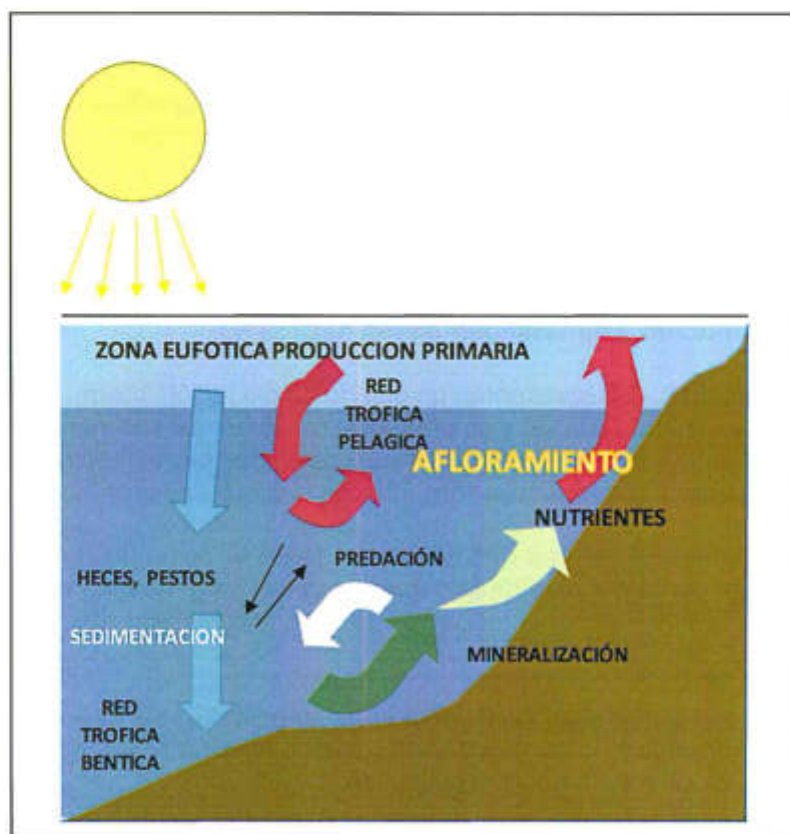 ZONA EUFOTICA PRODUCCION PRIMARIA
RED
TROFICA
PELAGICA
AFLORAMIENTO
NUTRIENTES
PREDACIÓN
HECES, PESTOS
SEDIMENTACION
MINERALIZACIÓN
RED
TROFICA
BENTICA